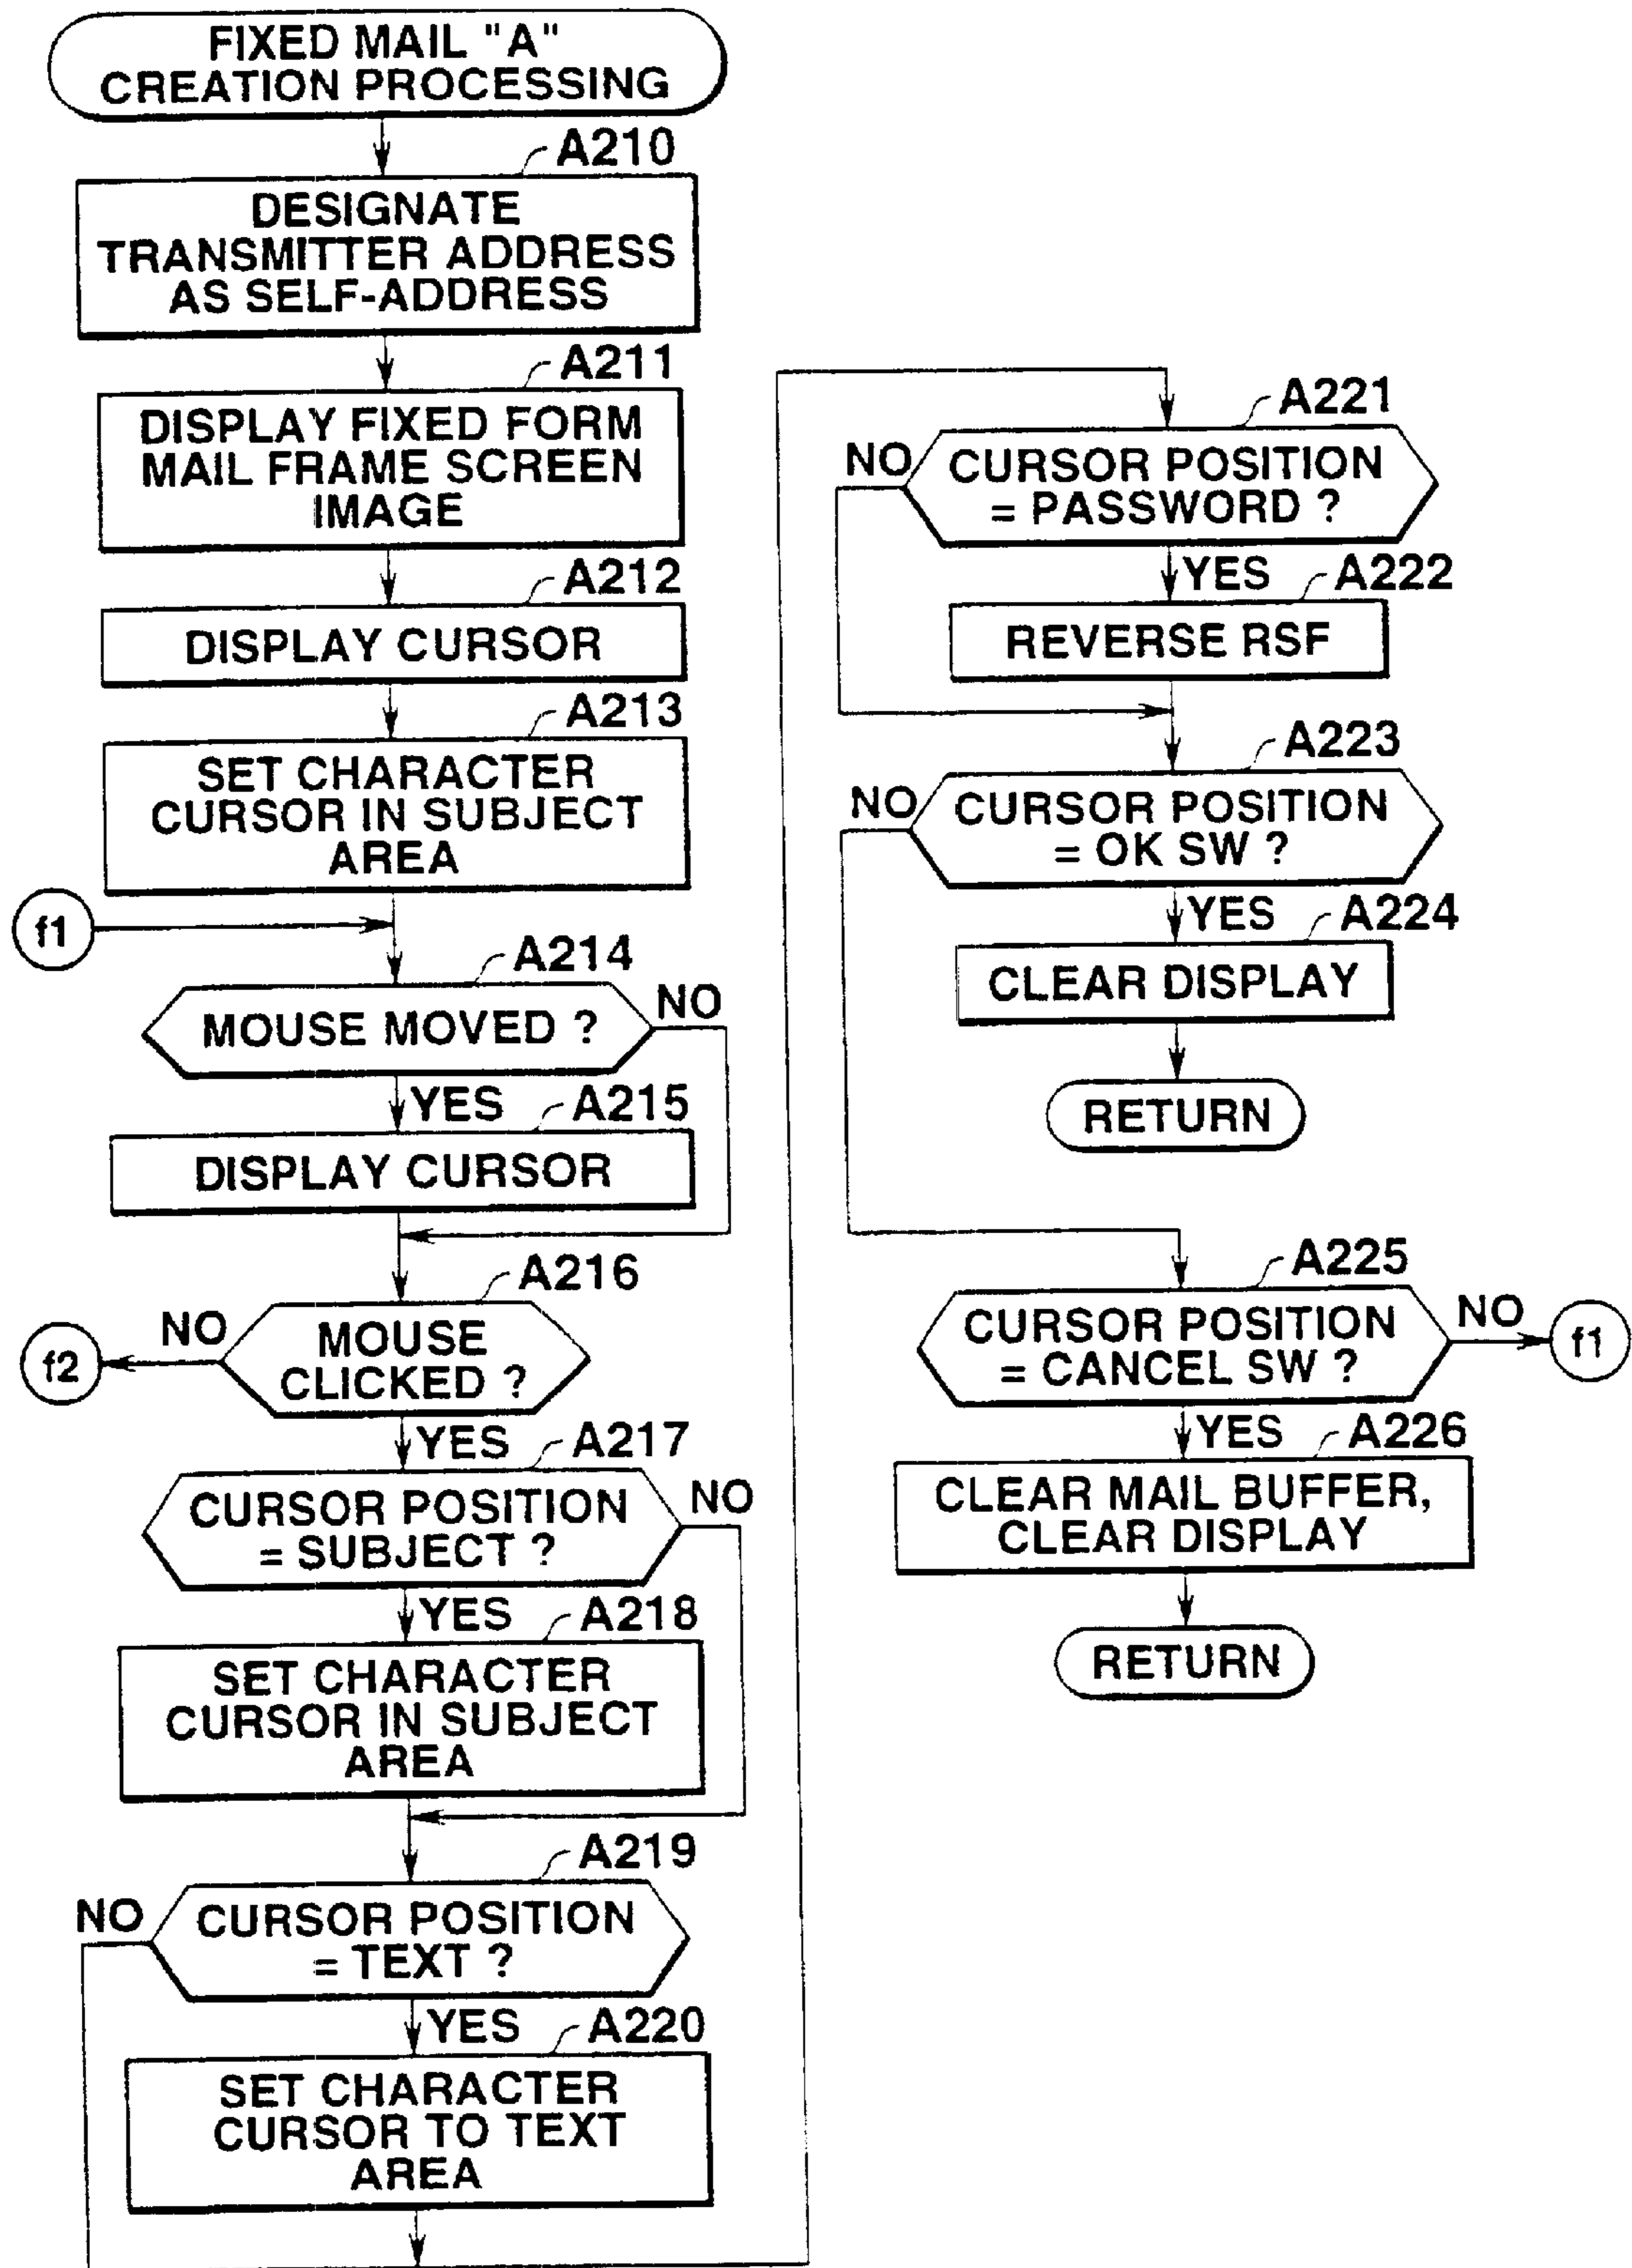 FIXED MAIL "A"
CREATION PROCESSING
A210
DESIGNATE
TRANSMITTER ADDRESS
AS SELF-ADDRESS
A211
DISPLAY FIXED FORM
MAIL FRAME SCREEN
IMAGE
A212
DISPLAY CURSOR
A213
SET CHARACTER
CURSOR IN SUBJECT
AREA
f1
A214
MOUSE MOVED ?
NO
YES
A215
DISPLAY CURSOR
A216
NO
MOUSE
CLICKED ?
f2
YES
A217
CURSOR POSITION
= SUBJECT ?
NO
YES
A218
SET CHARACTER
CURSOR IN SUBJECT
AREA
A219
NO
CURSOR POSITION
= TEXT ?
YES
A220
SET CHARACTER
CURSOR TO TEXT
AREA
A221
NO
CURSOR POSITION
= PASSWORD ?
YES
A222
REVERSE RSF
A223
NO
CURSOR POSITION
= OK SW ?
YES
A224
CLEAR DISPLAY
RETURN
A225
CURSOR POSITION
= CANCEL SW ?
NO
f1
YES
A226
CLEAR MAIL BUFFER,
CLEAR DISPLAY
RETURN